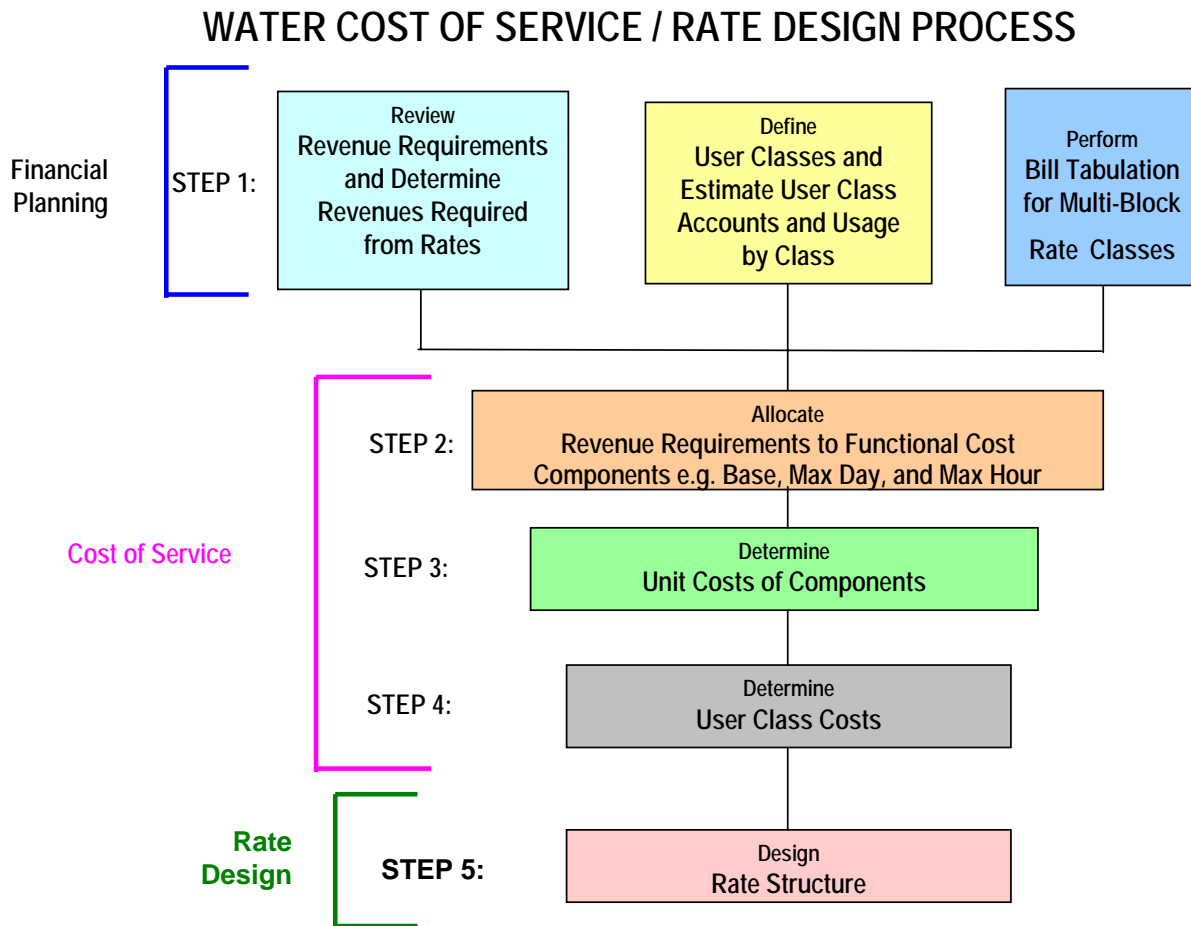 WATER COST OF SERVICE / RATE DESIGN PROCESS
Financial
Planning
STEP 1:
Review
Revenue Requirements
and Determine
Revenues Required
from Rates
Define
User Classes and
Estimate User Class
Accounts and Usage
by Class
Perform
Bill Tabulation
for Multi-Block
Rate Classes
Cost of Service
STEP 2:
Allocate
Revenue Requirements to Functional Cost
Components e.g. Base, Max Day, and Max Hour
STEP 3:
Determine
Unit Costs of Components
STEP 4:
Determine
User Class Costs
Rate
Design
STEP 5:
Design
Rate Structure